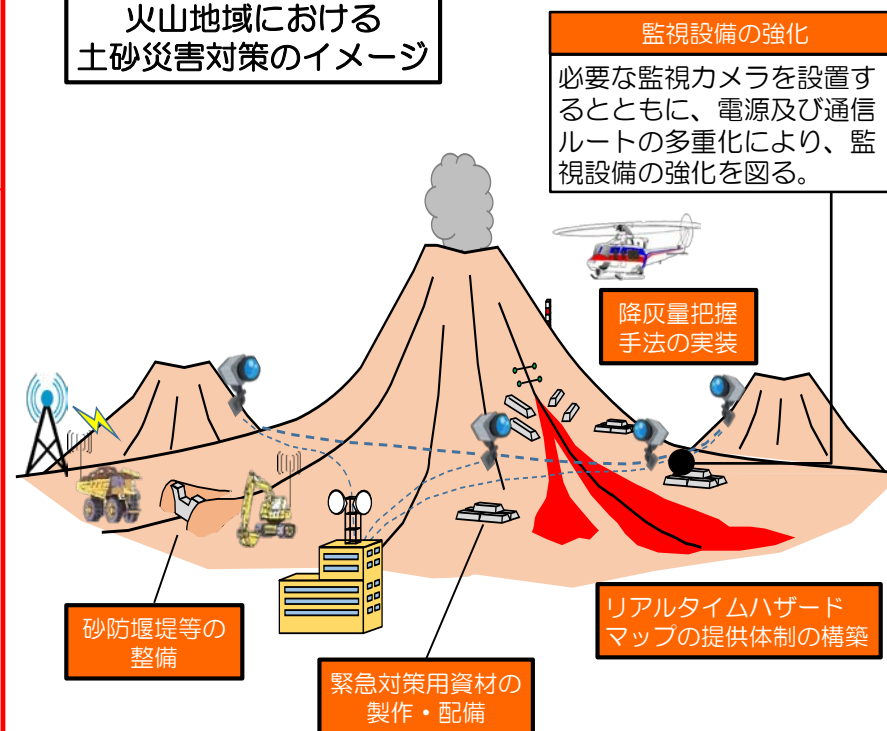 火山地域における
土砂災害対策のイメージ
監視設備の強化
必要な監視カメラを設置す
るとともに、電源及び通信
ルートの多重化により、監
視設備の強化を図る。
降灰量把握
手法の実装
砂防堰堤等の
整備
緊急対策用資材の
製作・配備
リアルタイムハザード
マップの提供体制の構築